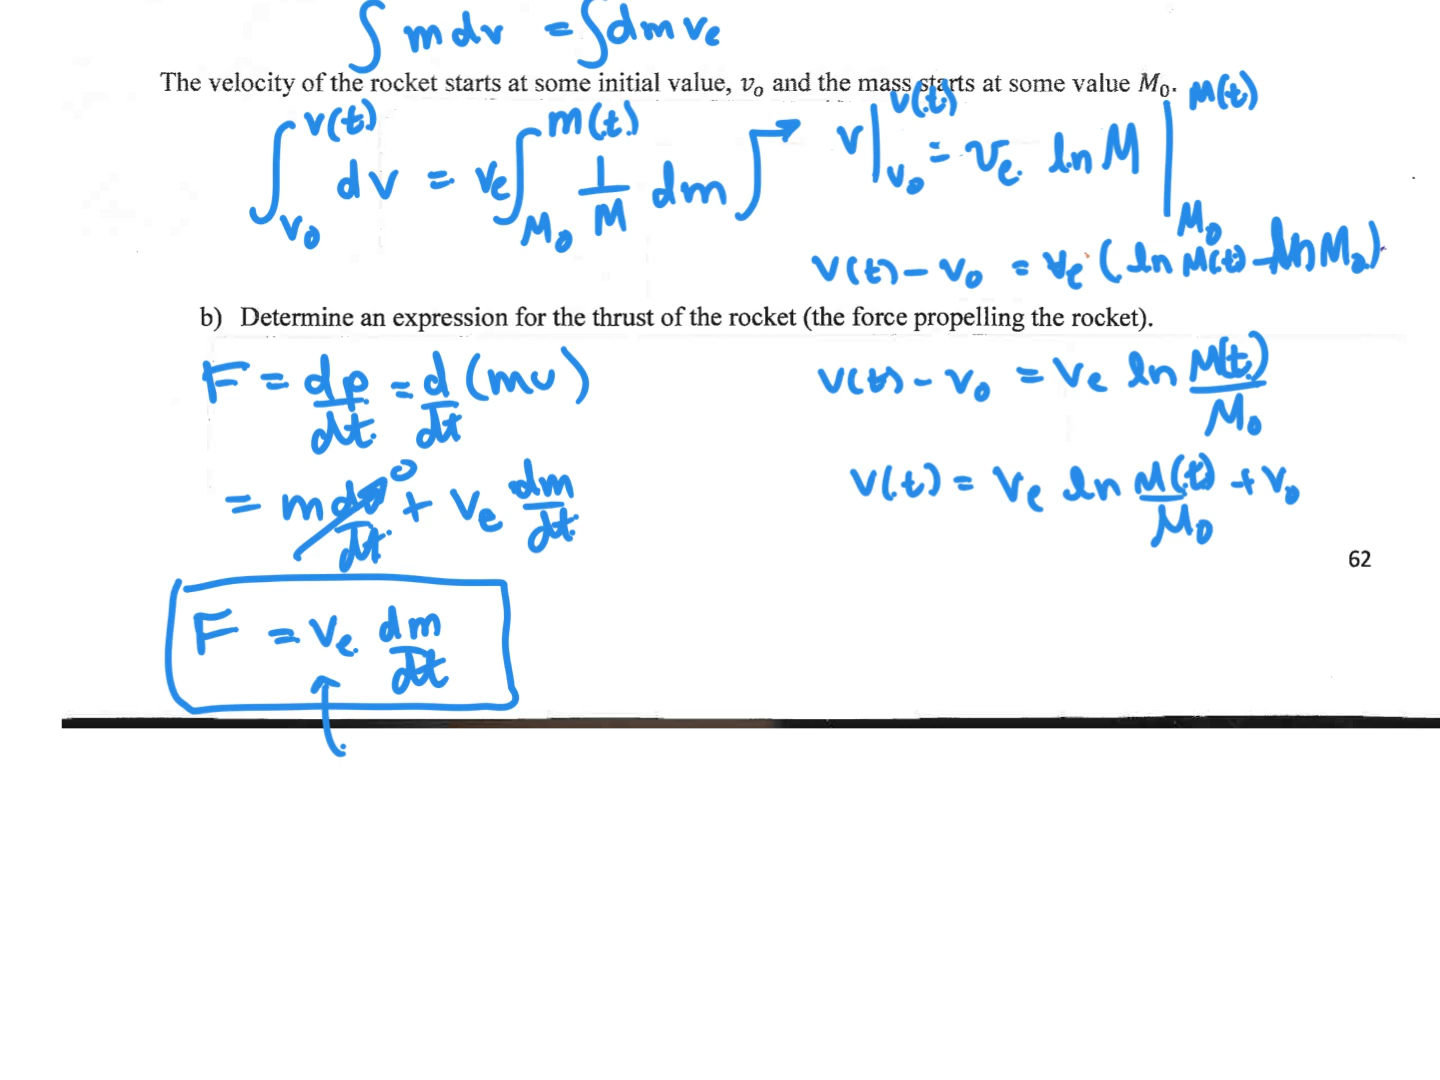 ∫ m dv = ∫ dm ve
The velocity of the rocket starts at some initial value, v₀ and the mass starts at some value M₀.
∫_{v₀}^{v(t)} dv = ve ∫_{M₀}^{m(t)} 1/M dm → v|_{v₀}^{v(t)} = ve ln M|_{M₀}^{M(t)}
v(t) - v₀ = ve (ln M(t) - ln M₀)
b) Determine an expression for the thrust of the rocket (the force propelling the rocket).
F = dp/dt = d/dt (mv)
v(t) - v₀ = ve ln M(t)/M₀
= m dv/dt 0 + ve dm/dt
v(t) = ve ln M(t)/M₀ + v₀
62
F = ve dm/dt